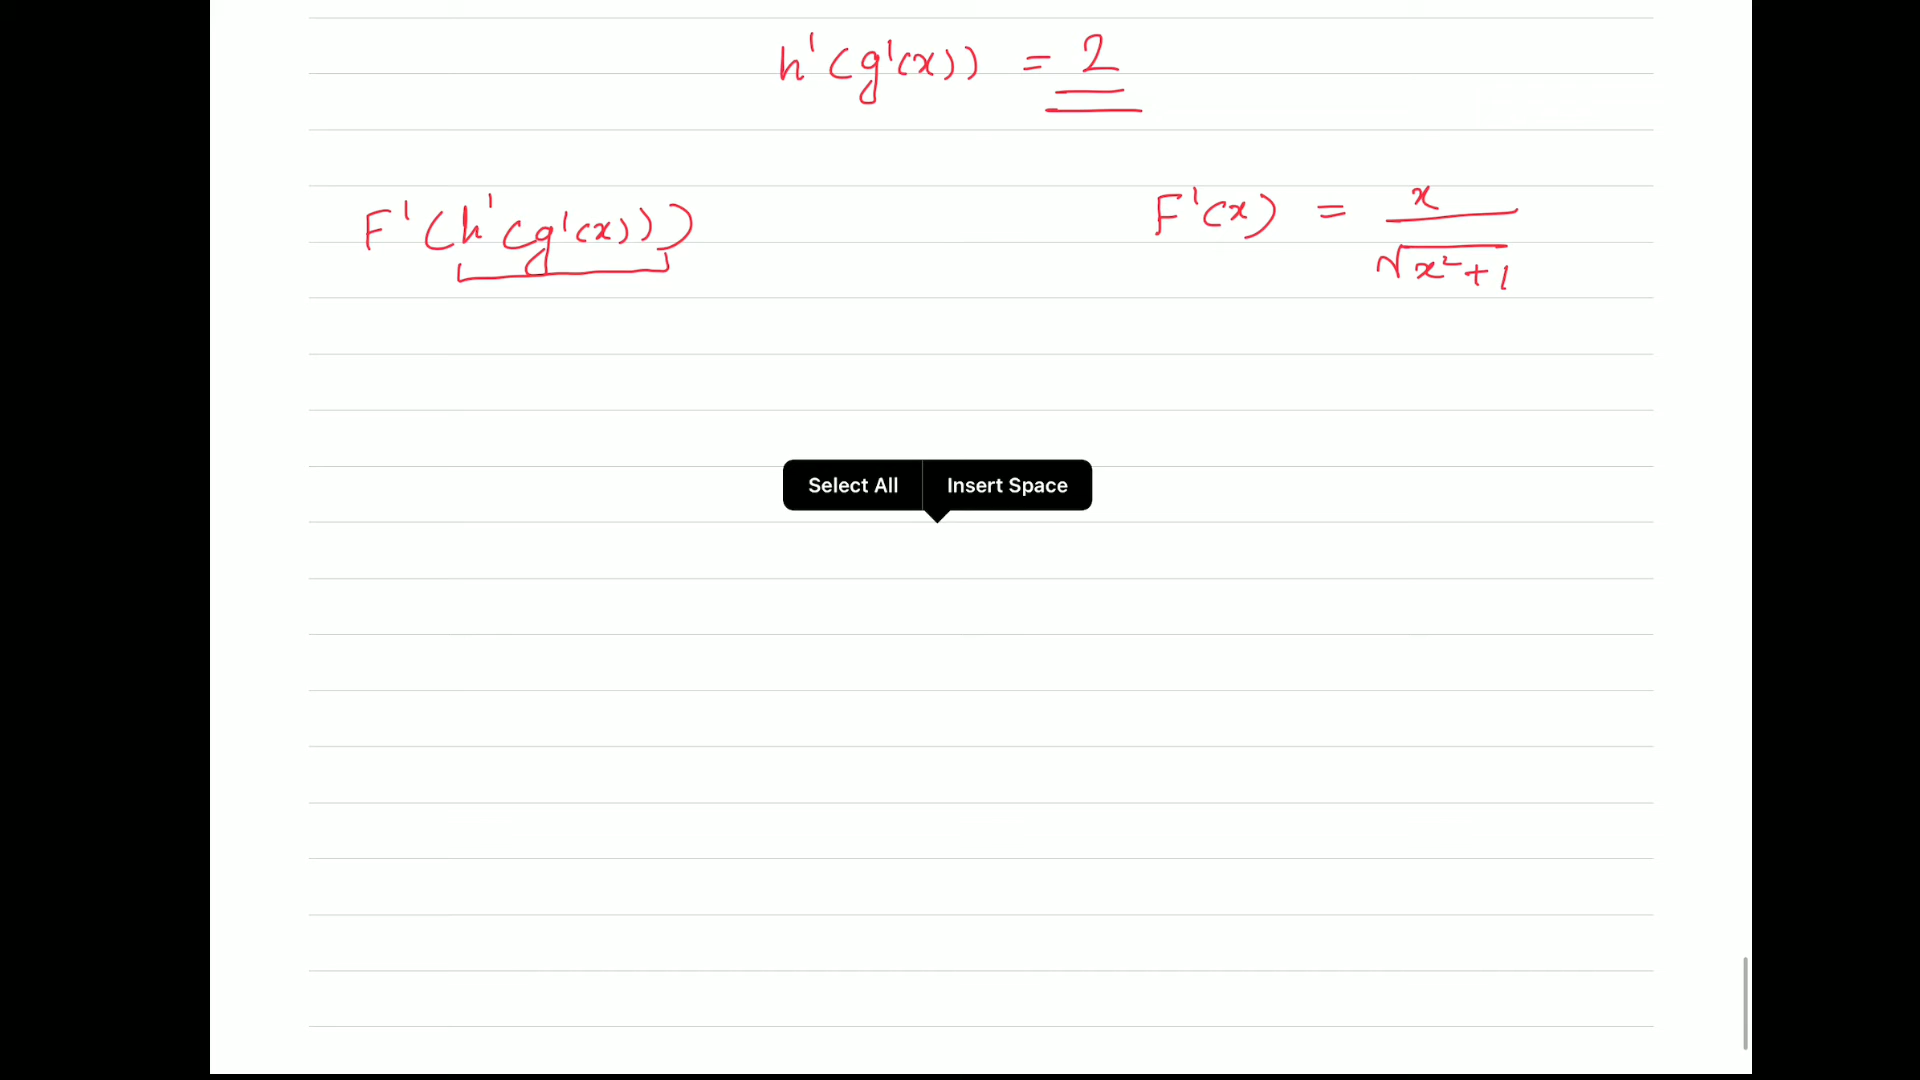 h'(g'(x)) = 2
F'(h'(g'(x)))
F'(x) = x
√x²+1
Select All Insert Space